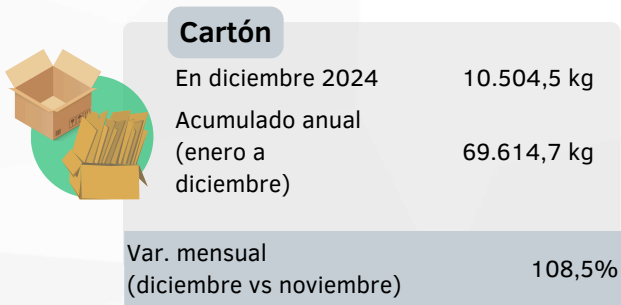 Cartón
En diciembre 2024 10.504,5 kg
Acumulado anual
(enero a
diciembre) 69.614,7 kg
Var. mensual
(diciembre vs noviembre) 108,5%